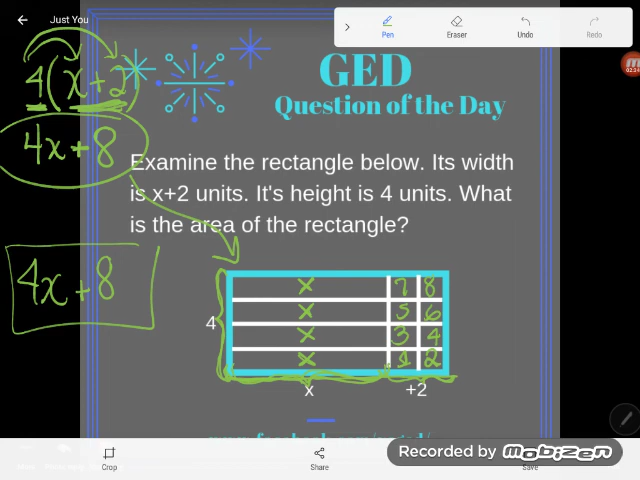 Just You
Pen
Eraser
Undo
Redo
4(x+2)
4x+8
GED
Question of the Day
Examine the rectangle below. Its width
is x+2 units. It's height is 4 units. What
is the area of the rectangle?
4x+8
4
x 7 8
x 5 6
x 3 4
x 1 2
x +2
Crop
Share
Save
Recorded by Mobizen